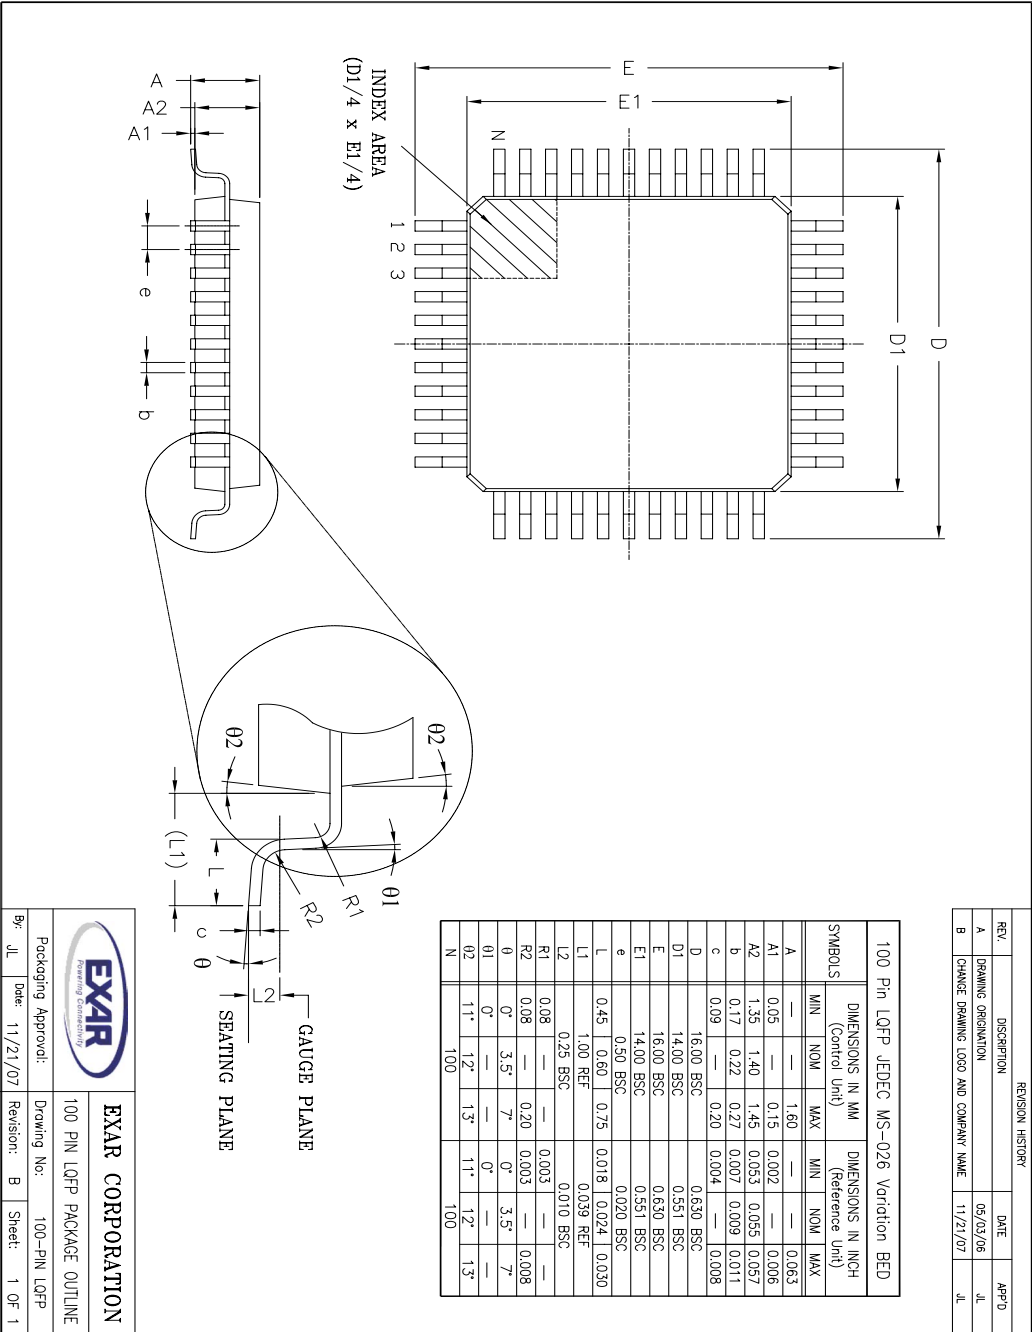 REVISION HISTORY
REV. DISCRIPTION DATE APP'D
A DRAWING ORIGINATION 05/03/06 JL
B CHANGE DRAWING LOGO AND COMPANY NAME 11/21/07 JL
D
D1
E
E1
N
1 2 3
INDEX AREA
(D1/4 x E1/4)
A
A2
A1
e
b
100 Pin LQFP JEDEC MS-026 Variation BED
SYMBOLS
DIMENSIONS IN MM
(Control Unit)
DIMENSIONS IN INCH
(Reference Unit)
MIN NOM MAX MIN NOM MAX
A — — 1.60 — — 0.063
A1 0.05 — 0.15 0.002 — 0.006
A2 1.35 1.40 1.45 0.053 0.055 0.057
b 0.17 0.22 0.27 0.007 0.009 0.011
c 0.09 — 0.20 0.004 — 0.008
D 16.00 BSC 0.630 BSC
D1 14.00 BSC 0.551 BSC
E 16.00 BSC 0.630 BSC
E1 14.00 BSC 0.551 BSC
e 0.50 BSC 0.020 BSC
L 0.45 0.60 0.75 0.018 0.024 0.030
L1 1.00 REF 0.039 REF
L2 0.25 BSC 0.010 BSC
R1 0.08 — — 0.003 — —
R2 0.08 — 0.20 0.003 — 0.008
θ 0° 3.5° 7° 0° 3.5° 7°
θ1 0° — — 0° — —
θ2 11° 12° 13° 11° 12° 13°
N 100 100
θ2
θ2
θ1
R1
R2
L
(L1)
c
θ
L2
GAUGE PLANE
SEATING PLANE
EXAR
Powering Connectivity
EXAR CORPORATION
100 PIN LQFP PACKAGE OUTLINE
Packaging Approval:
Drawing No: 100-PIN LQFP
By: JL Date: 11/21/07 Revision: B Sheet: 1 OF 1